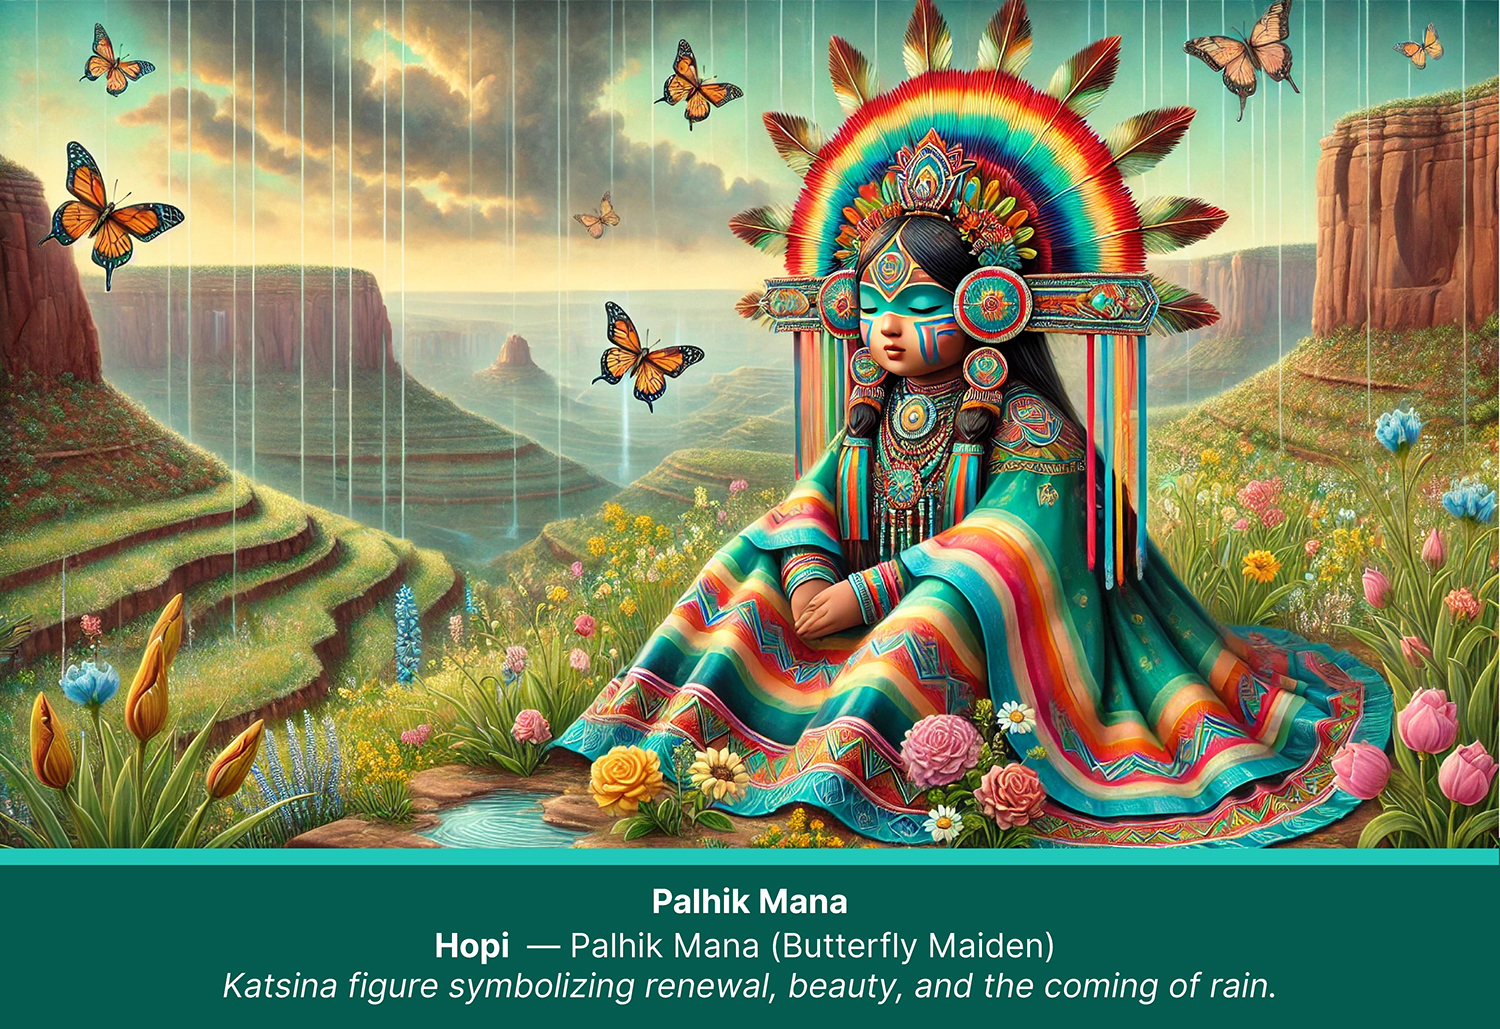 Palhik Mana
Hopi — Palhik Mana (Butterfly Maiden)
Katsina figure symbolizing renewal, beauty, and the coming of rain.